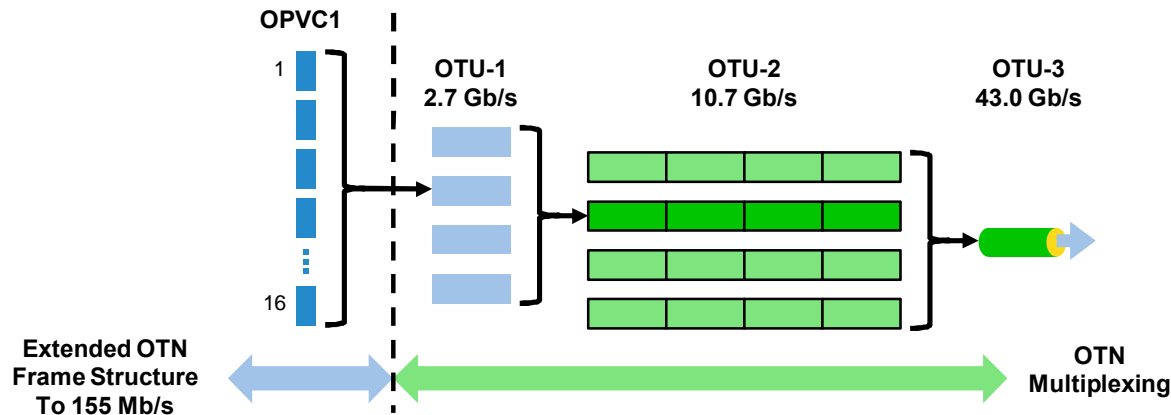 OPVC1
1
16
OTU-1
2.7 Gb/s
OTU-2
10.7 Gb/s
OTU-3
43.0 Gb/s
Extended OTN
Frame Structure
To 155 Mb/s
OTN
Multiplexing